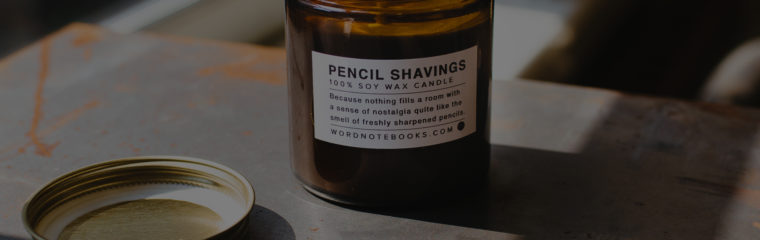 PENCIL SHAVINGS
100% SOY WAX CANDLE
Because nothing fills a room with
a sense of nostalgia quite like the
smell of freshly sharpened pencils.
WORDNOTEBOOKS.COM